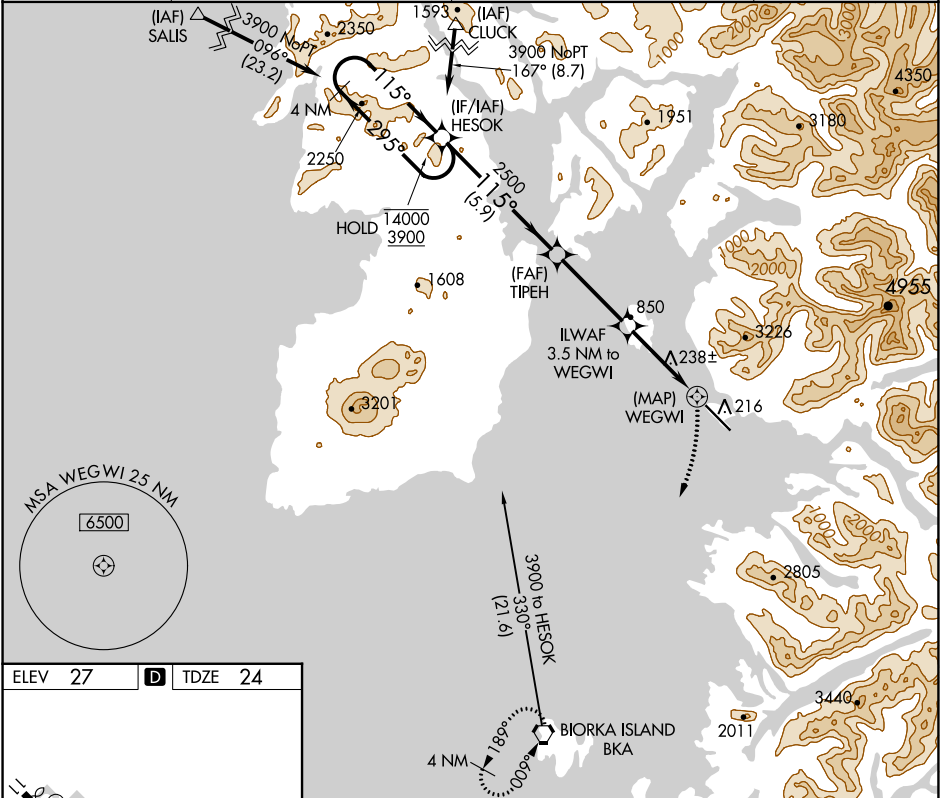 (IAF)
SALIS
3900 NoPT
096°
(23.2)
2350
1593
(IAF)
CLUCK
3900 NoPT
167° (8.7)
4350
3180
1951
4 NM
115°
295°
2250
(IF/IAF)
HESOK
2500
115°
(5.9)
HOLD
14000
3900
(FAF)
TIPEH
1000
2000
4955
1608
850
ILWAF
3.5 NM to
WEGWI
3226
238±
(MAP)
WEGWI
216
3201
MSA WEGWI 25 NM
6500
1000
2000
2805
3900 to HESOK
330°
(21.6)
ELEV 27
D
TDZE 24
3440
2011
BIORKA ISLAND
BKA
4 NM
189°
009°